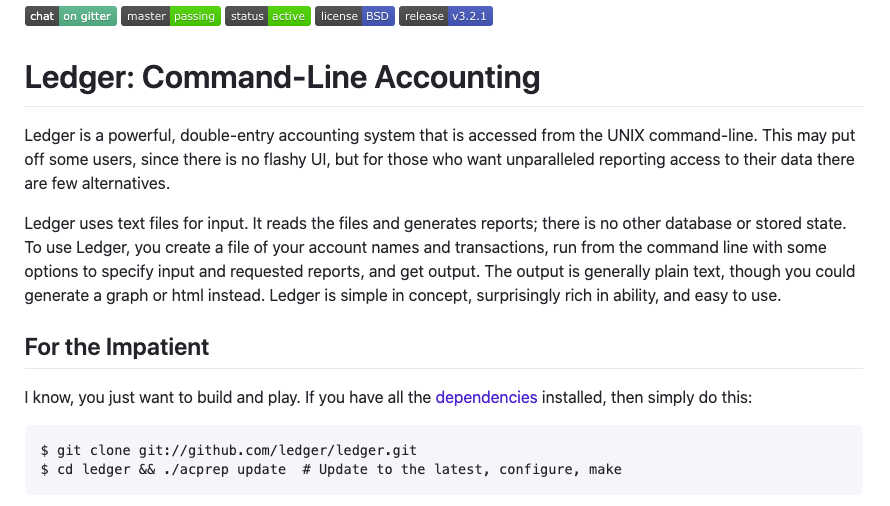 chat on gitter master passing status active license BSD release v3.2.1
Ledger: Command-Line Accounting
Ledger is a powerful, double-entry accounting system that is accessed from the UNIX command-line. This may put
off some users, since there is no flashy UI, but for those who want unparalleled reporting access to their data there
are few alternatives.
Ledger uses text files for input. It reads the files and generates reports; there is no other database or stored state.
To use Ledger, you create a file of your account names and transactions, run from the command line with some
options to specify input and requested reports, and get output. The output is generally plain text, though you could
generate a graph or html instead. Ledger is simple in concept, surprisingly rich in ability, and easy to use.
For the Impatient
I know, you just want to build and play. If you have all the dependencies installed, then simply do this:
$ git clone git://github.com/ledger/ledger.git
$ cd ledger && ./acprep update  # Update to the latest, configure, make